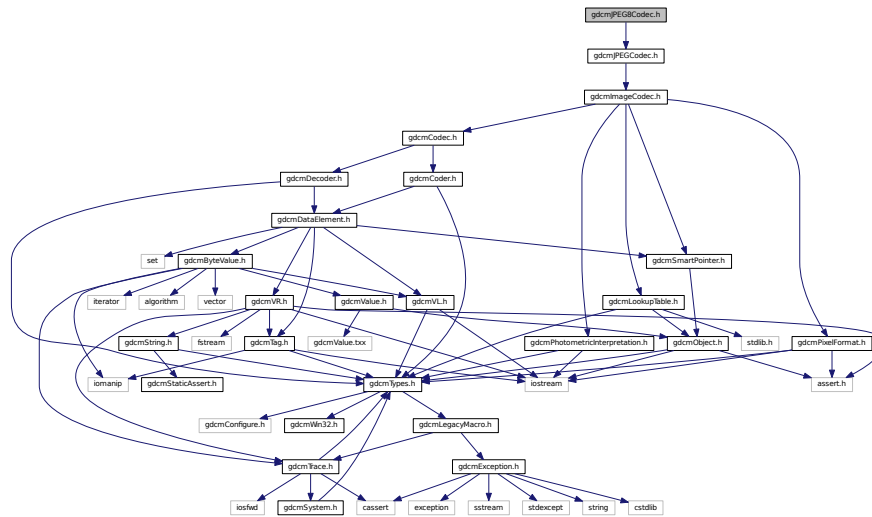 gdcmJPEG8Codec.h
gdcmJPEGCodec.h
gdcmImageCodec.h
gdcmCodec.h
gdcmDecoder.h
gdcmCoder.h
gdcmDataElement.h
set
gdcmByteValue.h
gdcmSmartPointer.h
iterator
algorithm
vector
gdcmVR.h
gdcmValue.h
gdcmVL.h
gdcmLookupTable.h
gdcmString.h
fstream
gdcmTag.h
gdcmValue.txx
gdcmPhotometricInterpretation.h
gdcmObject.h
stdlib.h
gdcmPixelFormat.h
iomanip
gdcmStaticAssert.h
gdcmTypes.h
iostream
assert.h
gdcmConfigure.h
gdcmWin32.h
gdcmLegacyMacro.h
gdcmTrace.h
gdcmException.h
iosfwd
gdcmSystem.h
cassert
exception
sstream
stdexcept
string
cstdlib